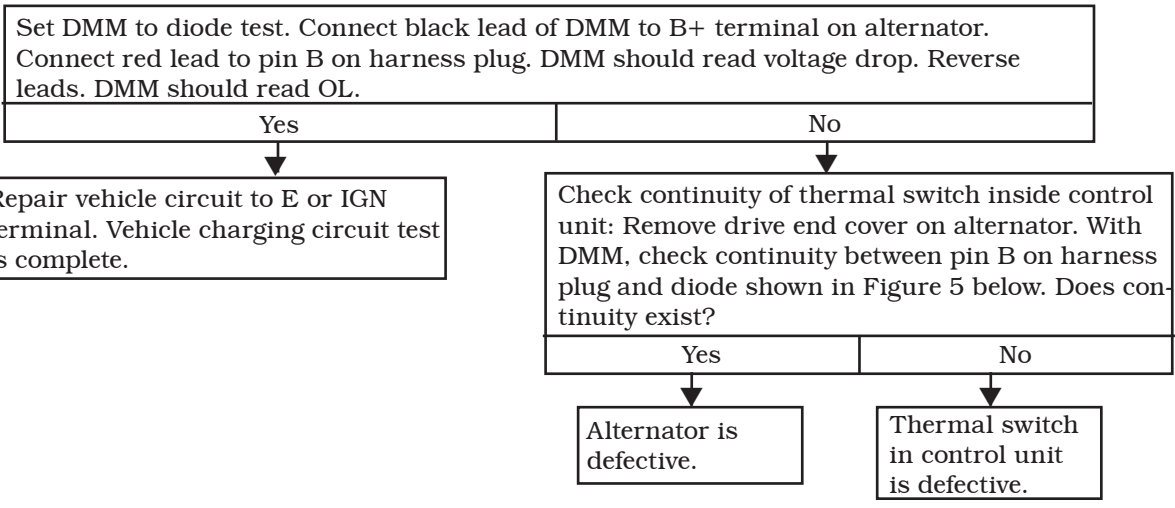 Set DMM to diode test. Connect black lead of DMM to B+ terminal on alternator.
Connect red lead to pin B on harness plug. DMM should read voltage drop. Reverse
leads. DMM should read OL.
Yes
No
Repair vehicle circuit to E or IGN
terminal. Vehicle charging circuit test
is complete.
Check continuity of thermal switch inside control
unit: Remove drive end cover on alternator. With
DMM, check continuity between pin B on harness
plug and diode shown in Figure 5 below. Does con-
tinuity exist?
Yes
No
Alternator is
defective.
Thermal switch
in control unit
is defective.